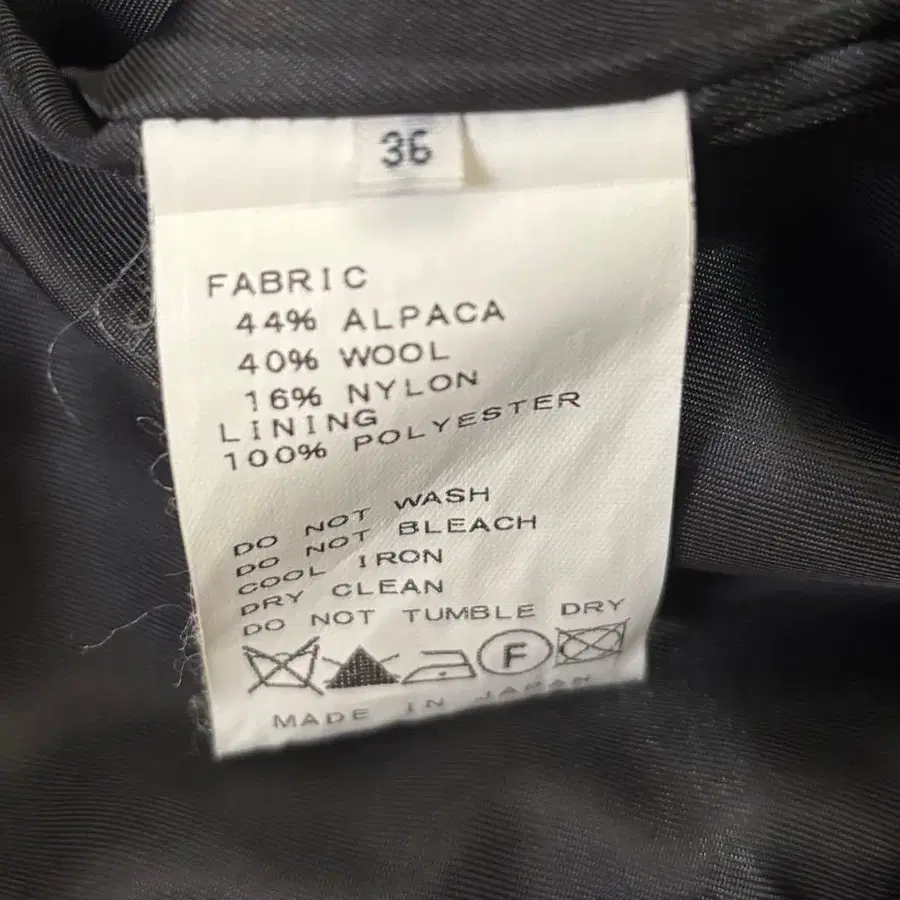 36
FABRIC
44% ALPACA
40% WOOL
16% NYLON
LINING
100% POLYESTER
DO NOT WASH
DO NOT BLEACH
COOL IRON
DRY CLEAN
DO NOT TUMBLE DRY
F
MADE IN JAPAN